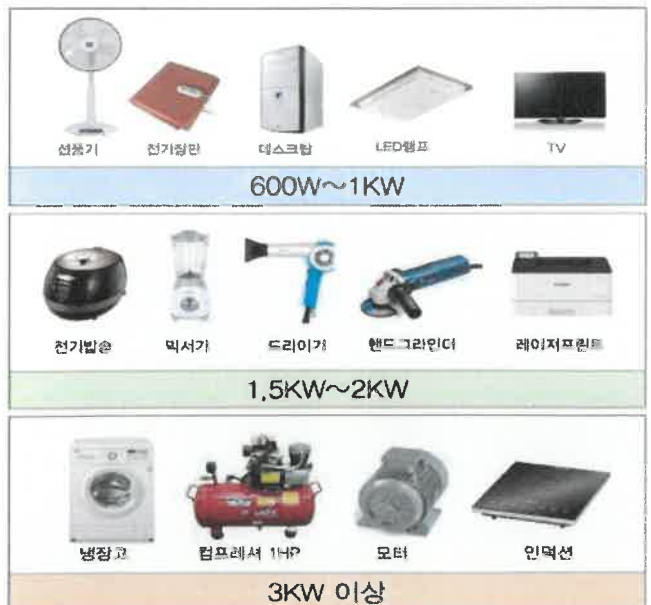 선풍기 전기장판 데스크탑 LED램프 TV
600W~1KW
전기밥솥 믹서기 드라이기 핸드그라인더 레이저프린트
1.5KW~2KW
냉장고 컴프레셔 1HP 모터 인덕션
3KW 이상